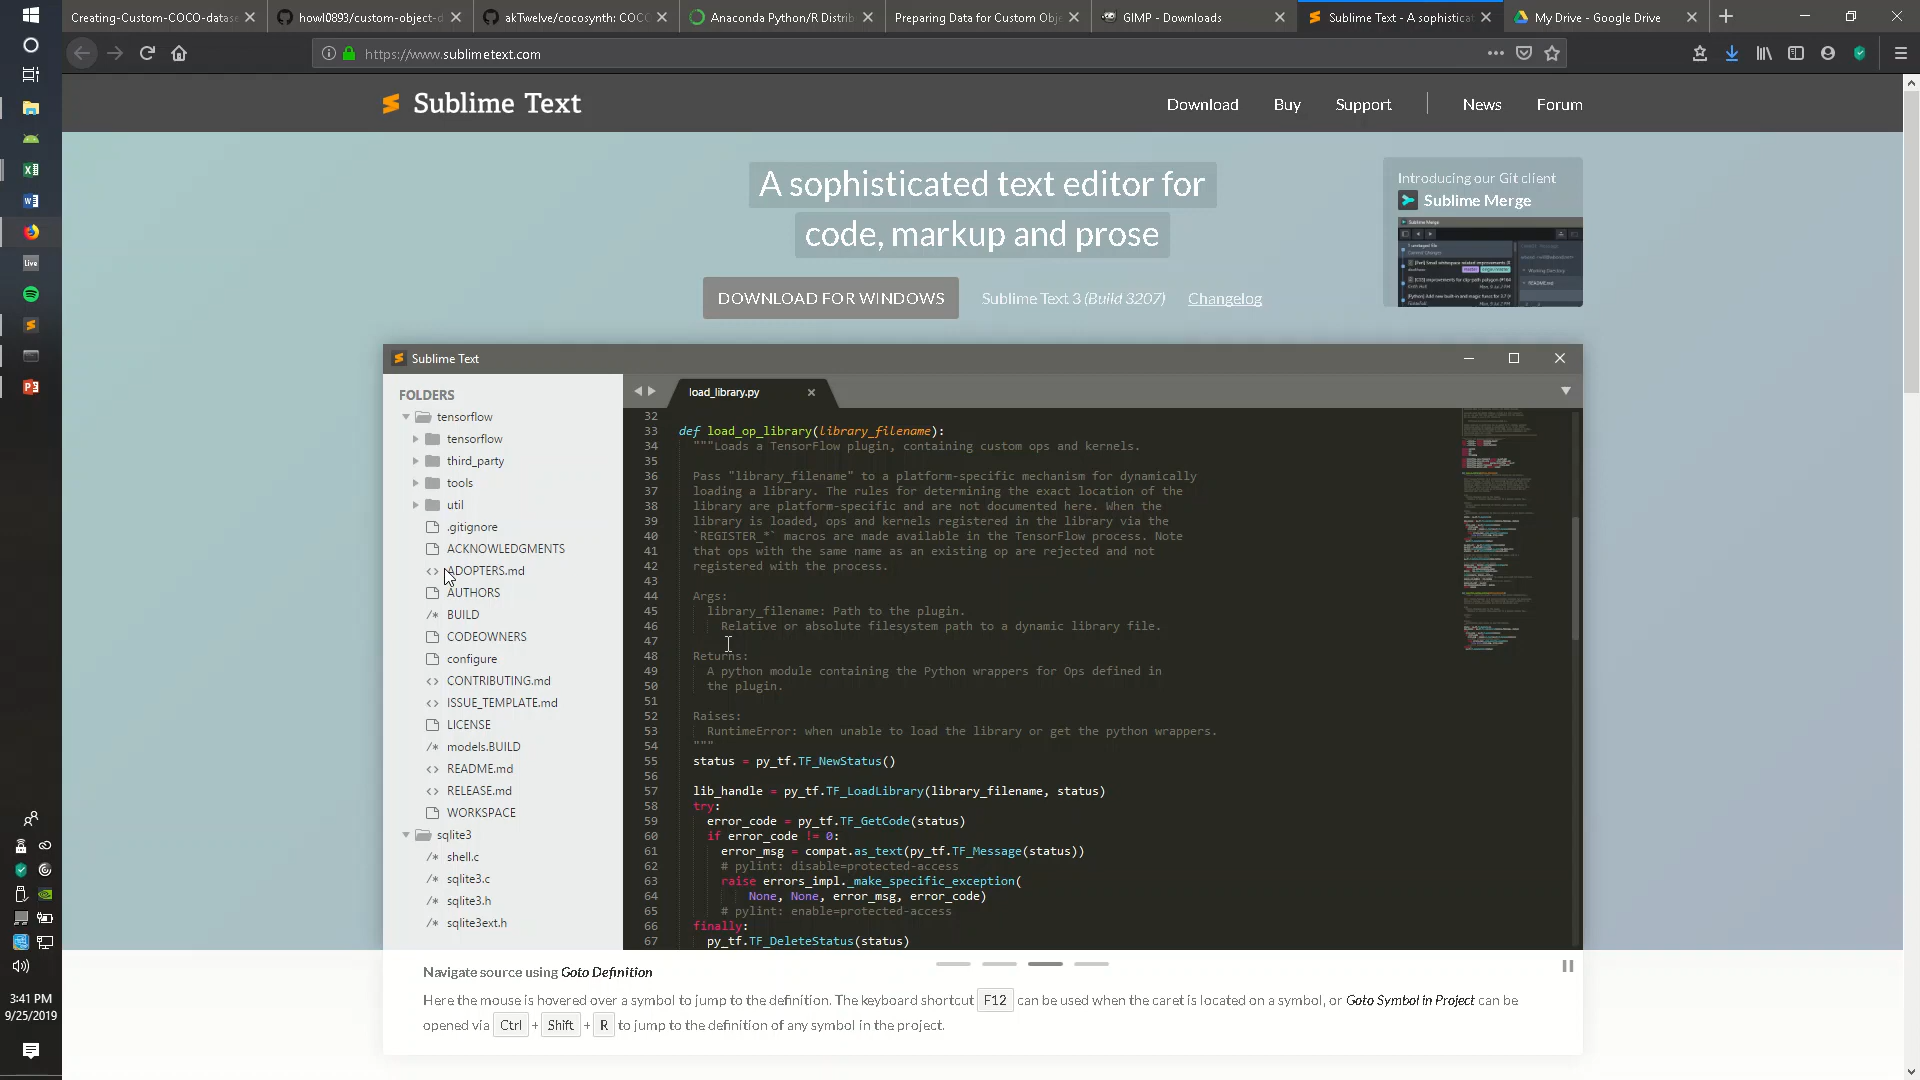 Creating-Custom-COCO-datase
howl0893/custom-object-d
akTwelve/cocosynth: COC
Anaconda Python/R Distrib
Preparing Data for Custom Obje
GIMP - Downloads
Sublime Text - A sophisticat
My Drive - Google Drive
https://www.sublimetext.com
Sublime Text
Download
Buy
Support
News
Forum
A sophisticated text editor for
code, markup and prose
Introducing our Git client
Sublime Merge
DOWNLOAD FOR WINDOWS
Sublime Text 3 (Build 3207)
Changelog
Sublime Text
FOLDERS
tensorflow
tensorflow
third_party
tools
util
.gitignore
ACKNOWLEDGMENTS
ADOPTERS.md
AUTHORS
BUILD
CODEOWNERS
configure
CONTRIBUTING.md
ISSUE_TEMPLATE.md
LICENSE
models.BUILD
README.md
RELEASE.md
WORKSPACE
sqlite3
shell.c
sqlite3.c
sqlite3.h
sqlite3ext.h
load_library.py
32
33 def load_op_library(library_filename):
34 """Loads a TensorFlow plugin, containing custom ops and kernels.
35
36 Pass "library_filename" to a platform-specific mechanism for dynamically
37 loading a library. The rules for determining the exact location of the
38 library are platform-specific and are not documented here. When the
39 library is loaded, ops and kernels registered in the library via the
40 `REGISTER_*` macros are made available in the TensorFlow process. Note
41 that ops with the same name as an existing op are rejected and not
42 registered with the process.
43
44 Args:
45 library_filename: Path to the plugin.
46 Relative or absolute filesystem path to a dynamic library file.
47
48 Returns:
49 A python module containing the Python wrappers for Ops defined in
50 the plugin.
51
52 Raises:
53 RuntimeError: when unable to load the library or get the python wrappers.
54 """
55 status = py_tf.TF_NewStatus()
56
57 lib_handle = py_tf.TF_LoadLibrary(library_filename, status)
58 try:
59 error_code = py_tf.TF_GetCode(status)
60 if error_code != 0:
61 error_msg = compat.as_text(py_tf.TF_Message(status))
62 # pylint: disable=protected-access
63 raise errors_impl._make_specific_exception(
64 None, None, error_msg, error_code)
65 # pylint: enable=protected-access
66 finally:
67 py_tf.TF_DeleteStatus(status)
Navigate source using Goto Definition
Here the mouse is hovered over a symbol to jump to the definition. The keyboard shortcut F12 can be used when the caret is located on a symbol, or Goto Symbol in Project can be
opened via Ctrl + Shift + R to jump to the definition of any symbol in the project.
Live
3:41 PM
9/25/2019